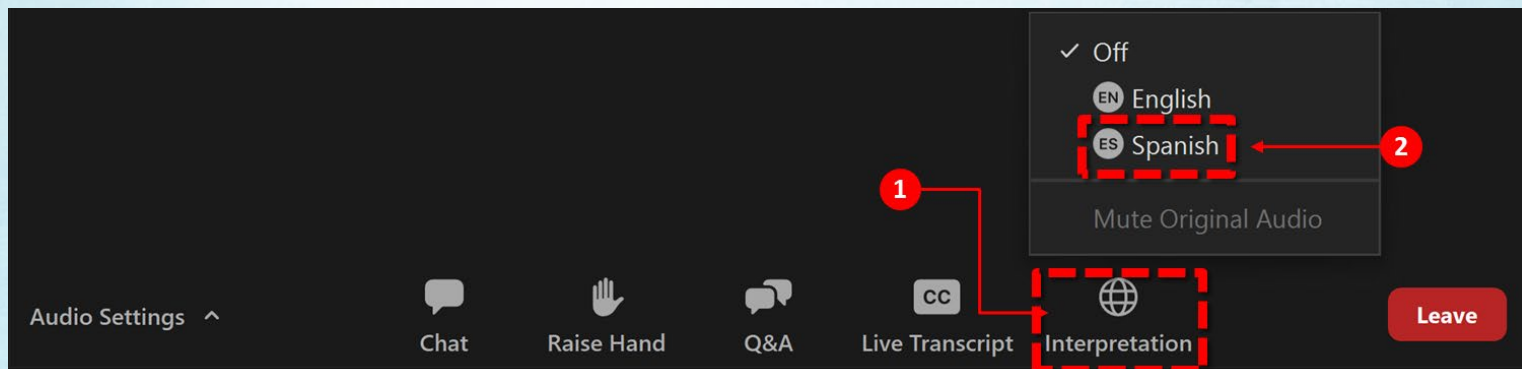 ✓ Off
EN English
ES Spanish
2
1
Mute Original Audio
Audio Settings ^
CC
Leave
Chat
Raise Hand
Q&A
Live Transcript
Interpretation